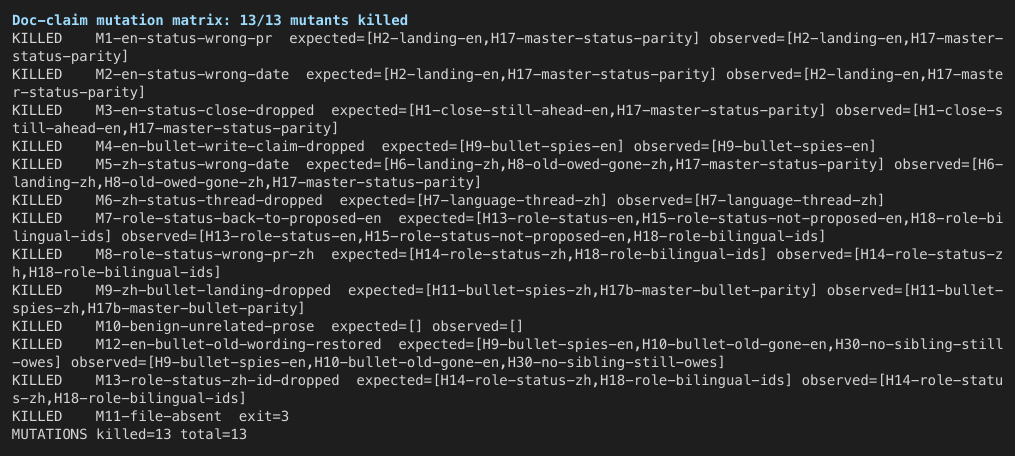 Doc-claim mutation matrix: 13/13 mutants killed
KILLED    M1-en-status-wrong-pr  expected=[H2-landing-en,H17-master-status-parity] observed=[H2-landing-en,H17-master-
status-parity]
KILLED    M2-en-status-wrong-date  expected=[H2-landing-en,H17-master-status-parity] observed=[H2-landing-en,H17-maste
r-status-parity]
KILLED    M3-en-status-close-dropped  expected=[H1-close-still-ahead-en,H17-master-status-parity] observed=[H1-close-s
till-ahead-en,H17-master-status-parity]
KILLED    M4-en-bullet-write-claim-dropped  expected=[H9-bullet-spies-en] observed=[H9-bullet-spies-en]
KILLED    M5-zh-status-wrong-date  expected=[H6-landing-zh,H8-old-owed-gone-zh,H17-master-status-parity] observed=[H6-
landing-zh,H8-old-owed-gone-zh,H17-master-status-parity]
KILLED    M6-zh-status-thread-dropped  expected=[H7-language-thread-zh] observed=[H7-language-thread-zh]
KILLED    M7-role-status-back-to-proposed-en  expected=[H13-role-status-en,H15-role-status-not-proposed-en,H18-role-bi
lingual-ids] observed=[H13-role-status-en,H15-role-status-not-proposed-en,H18-role-bilingual-ids]
KILLED    M8-role-status-wrong-pr-zh  expected=[H14-role-status-zh,H18-role-bilingual-ids] observed=[H14-role-status-z
h,H18-role-bilingual-ids]
KILLED    M9-zh-bullet-landing-dropped  expected=[H11-bullet-spies-zh,H17b-master-bullet-parity] observed=[H11-bullet-
spies-zh,H17b-master-bullet-parity]
KILLED    M10-benign-unrelated-prose  expected=[] observed=[]
KILLED    M12-en-bullet-old-wording-restored  expected=[H9-bullet-spies-en,H10-bullet-old-gone-en,H30-no-sibling-still
-owes] observed=[H9-bullet-spies-en,H10-bullet-old-gone-en,H30-no-sibling-still-owes]
KILLED    M13-role-status-zh-id-dropped  expected=[H14-role-status-zh,H18-role-bilingual-ids] observed=[H14-role-statu
s-zh,H18-role-bilingual-ids]
KILLED    M11-file-absent  exit=3
MUTATIONS killed=13 total=13